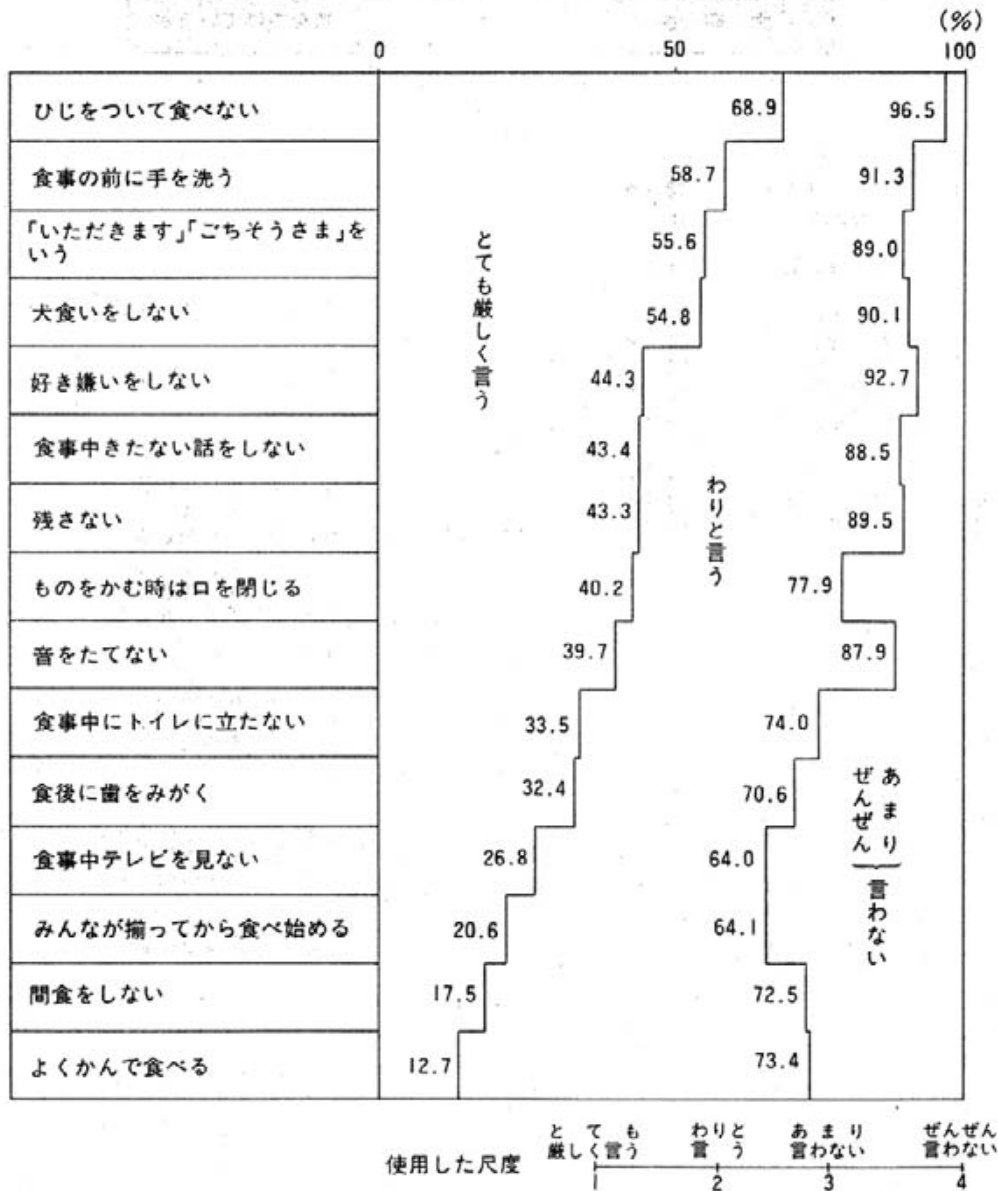 (%)
0 50 100
ひじをついて食べない 68.9 96.5
食事の前に手を洗う 58.7 91.3
「いただきます」「ごちそうさま」を
いう 55.6 89.0
犬食いをしない 54.8 90.1
好き嫌いをしない 44.3 92.7
食事中きたない話をしない 43.4 88.5
残さない 43.3 89.5
ものをかむ時は口を閉じる 40.2 77.9
音をたてない 39.7 87.9
食事中にトイレに立たない 33.5 74.0
食後に歯をみがく 32.4 70.6
食事中テレビを見ない 26.8 64.0
みんなが揃ってから食べ始める 20.6 64.1
間食をしない 17.5 72.5
よくかんで食べる 12.7 73.4
とても厳しく言う
わりと言う
あまり
ぜんぜん
言わない
使用した尺度
とても
厳しく言う
わりと
言う
あまり
言わない
ぜんぜん
言わない
1 2 3 4